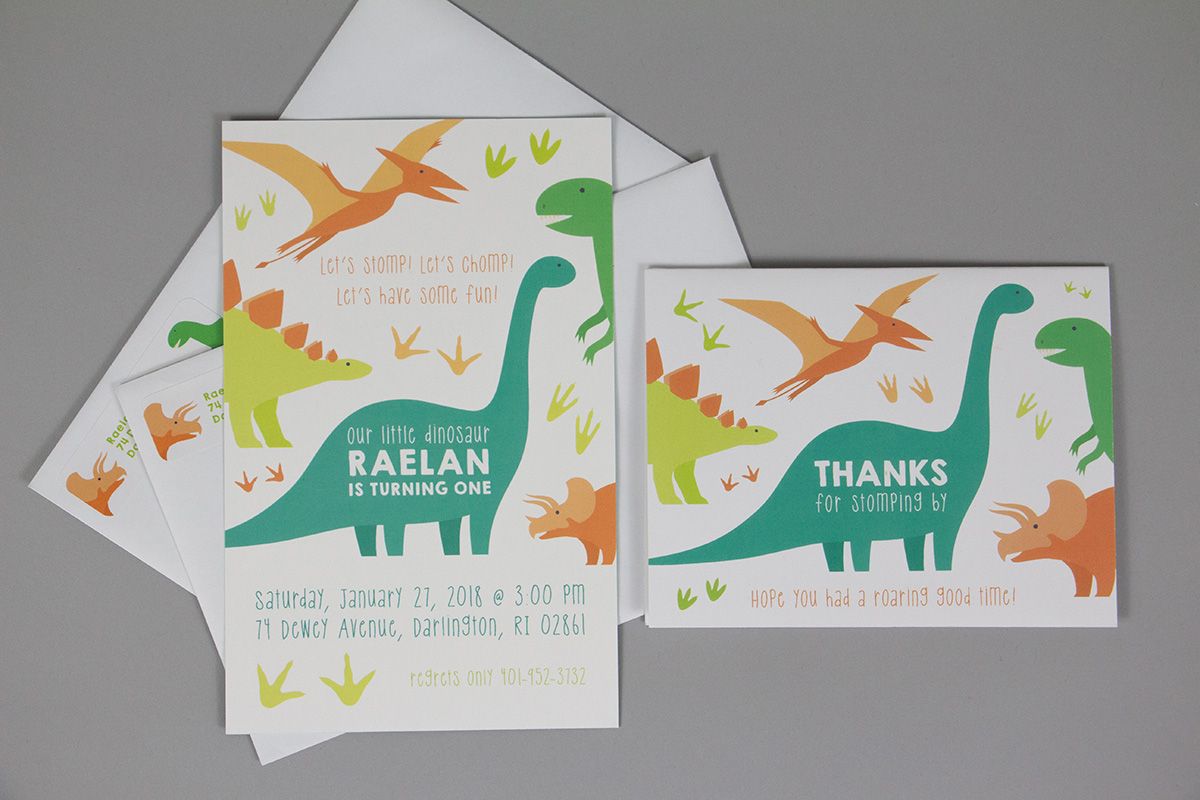 Let's stomp! Let's chomp!
Let's have some fun!
our little dinosaur
RAELAN
IS TURNING ONE
Saturday, January 27, 2018 @ 3:00 PM
74 Dewey Avenue, Darlington, RI 02861
regrets only 401-952-3732
THANKS
for stomping by
Hope you had a roaring good time!
74
74